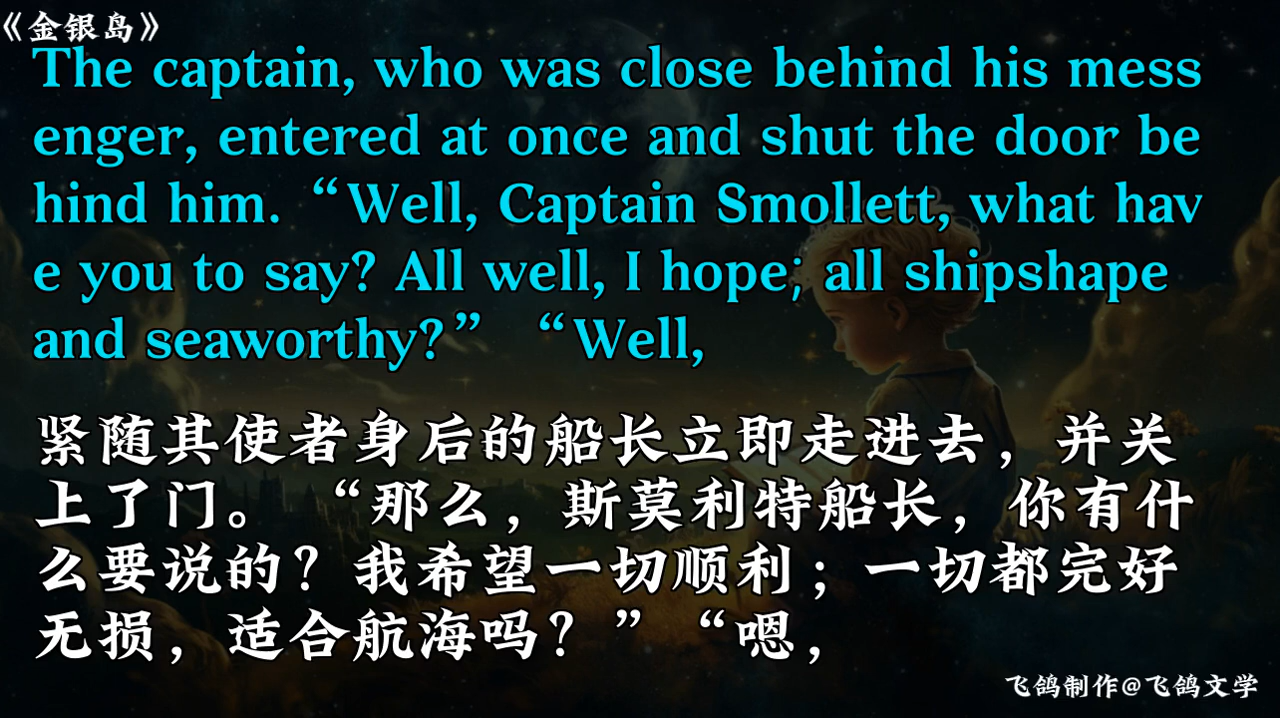 《金银岛》
The captain, who was close behind his mess
enger, entered at once and shut the door be
hind him. “Well, Captain Smollett, what hav
e you to say? All well, I hope; all shipshape
and seaworthy?” “Well,
紧随其使者身后的船长立即走进去，并关
上了门。“那么，斯莫利特船长，你有什
么要说的？我希望一切顺利；一切都完好
无损，适合航海吗？”“嗯，
飞鸽制作@飞鸽文学